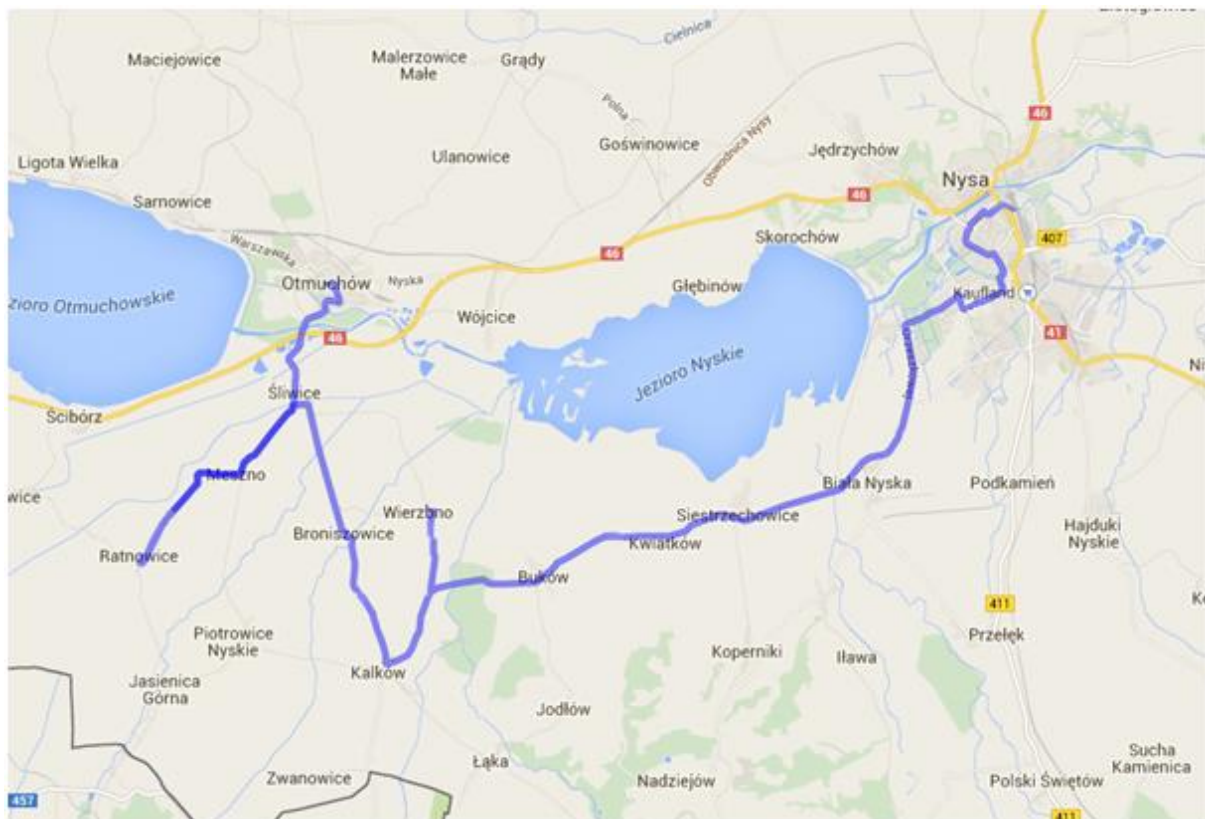 Maciejowice
Malerzowice
Małe
Grądy
Cielnica
Polna
Goświnowice
Obwodnica Nysy
46
Jędrzychów
Ligota Wielka
Ulanowice
Nysa
Sarnowice
46
Warszawska
Skorochów
407
46
Otmuchów
Nyska
Głębinów
Kaufland
zioro Otmuchowskie
Wójcice
46
41
Jezioro Nyskie
Ni
Śliwice
Ścibórz
Meszno
wice
Biała Nyska
Podkamień
Wierzbno
Siestrzechowice
Broniszowice
Kwiatków
Hajduki
Nyskie
Ratnowice
Buków
411
Piotrowice
Nyskie
Przełęk
Koperniki
Iława
Kałków
Jasienica
Górna
Jodłów
Łąka
Sucha
Kamienica
Zwanowice
Nadziejów
Polski Świętów
457
411